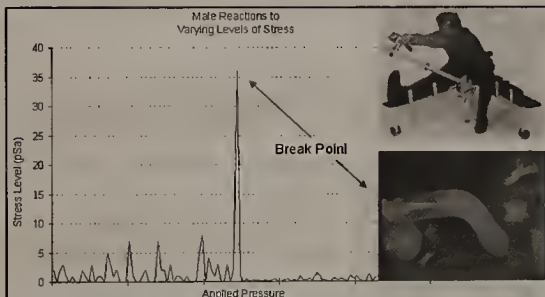 Male Reactions to
Varying Levels of Stress
Stress Level (pSa)
40
35
30
25
20
15
10
5
0
Break Point
Applied Pressure